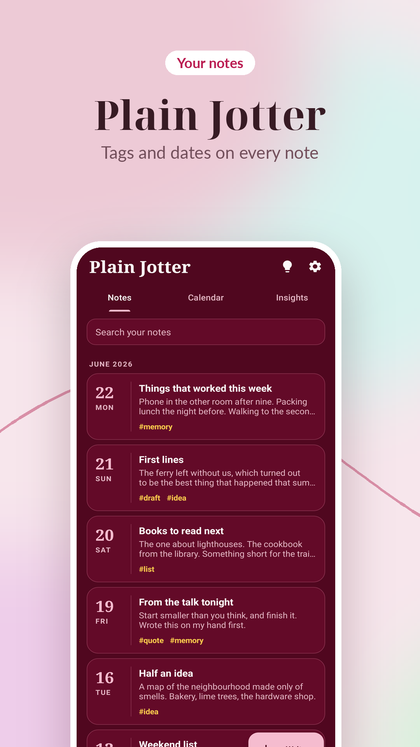 Your notes
Plain Jotter
Tags and dates on every note
Plain Jotter
Notes Calendar Insights
Search your notes
JUNE 2026
22
MON
Things that worked this week
Phone in the other room after nine. Packing
lunch the night before. Walking to the secon...
#memory
21
SUN
First lines
The ferry left without us, which turned out
to be the best thing that happened that sum...
#draft #idea
20
SAT
Books to read next
The one about lighthouses. The cookbook
from the library. Something short for the trai...
#list
19
FRI
From the talk tonight
Start smaller than you think, and finish it.
Wrote this on my hand first.
#quote #memory
16
TUE
Half an idea
A map of the neighbourhood made only of
smells. Bakery, lime trees, the hardware shop.
#idea
Weekend list